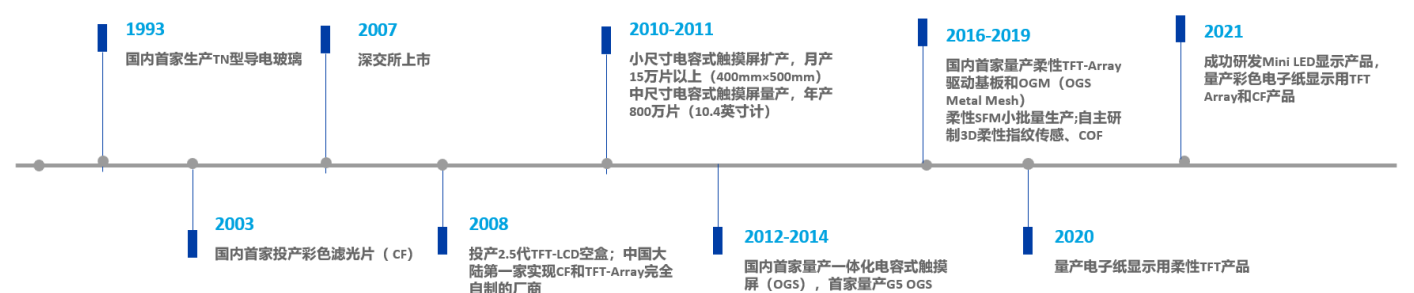 1993
国内首家生产TN型导电玻璃
2003
国内首家投产彩色滤光片（ CF）
2007
深交所上市
2008
投产2.5代TFT-LCD空盒；中国大
陆第一家实现CF和TFT-Array完全
自制的厂商
2010-2011
小尺寸电容式触摸屏扩产，月产
15万片以上（400mm×500mm）
中尺寸电容式触摸屏量产，年产
800万片（10.4英寸计）
2012-2014
国内首家量产一体化电容式触摸
屏（OGS），首家量产G5 OGS
2016-2019
国内首家量产柔性TFT-Array
驱动基板和OGM（OGS
Metal Mesh）
柔性SFM小批量生产;自主研
制3D柔性指纹传感、COF
2020
量产电子纸显示用柔性TFT产品
2021
成功研发Mini LED显示产品，
量产彩色电子纸显示用TFT
Array和CF产品